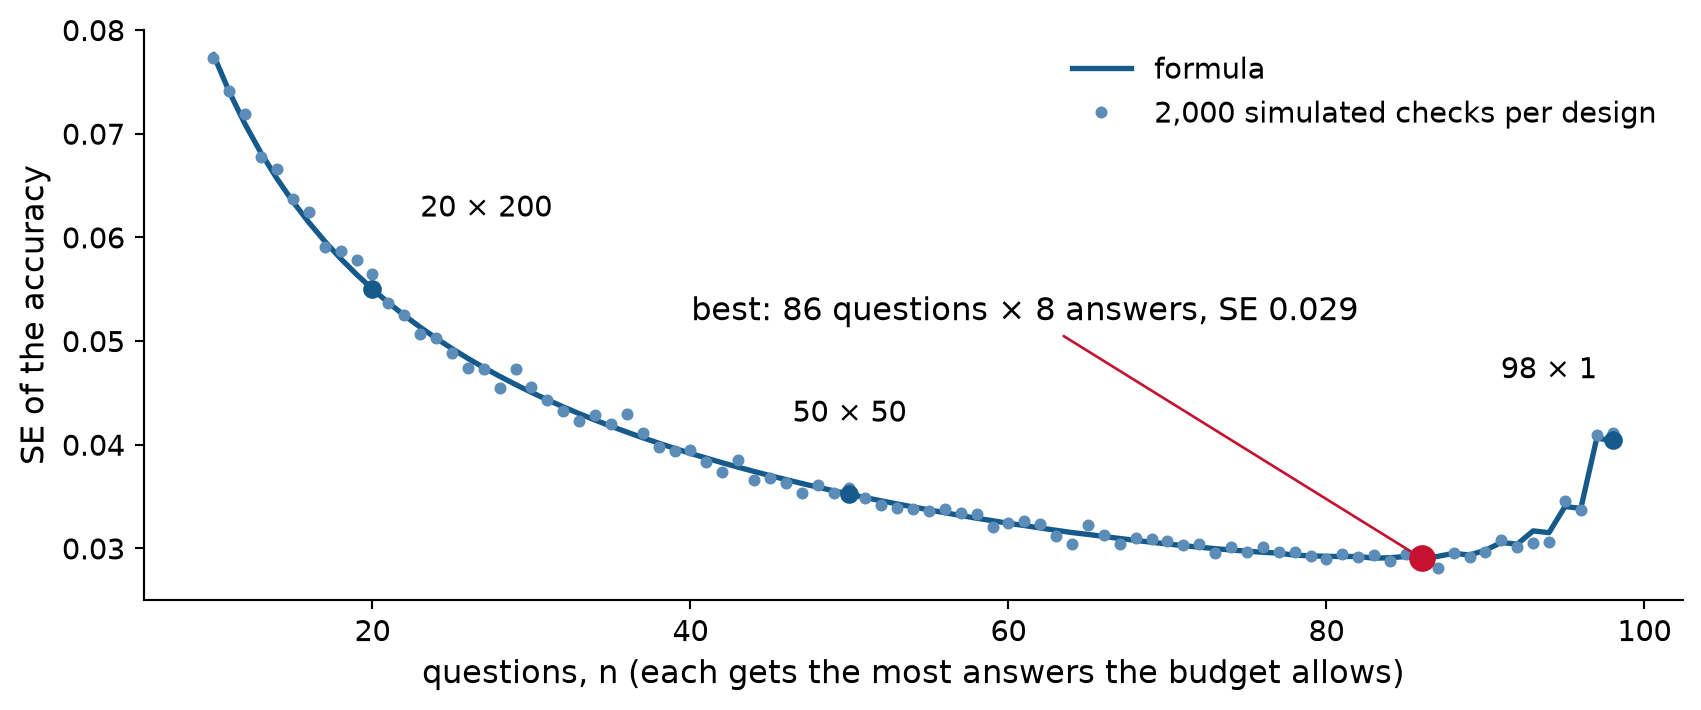 0.08
0.07
0.06
0.05
0.04
0.03
SE of the accuracy
formula
2,000 simulated checks per design
20 × 200
best: 86 questions × 8 answers, SE 0.029
98 × 1
50 × 50
20
40
60
80
100
questions, n (each gets the most answers the budget allows)